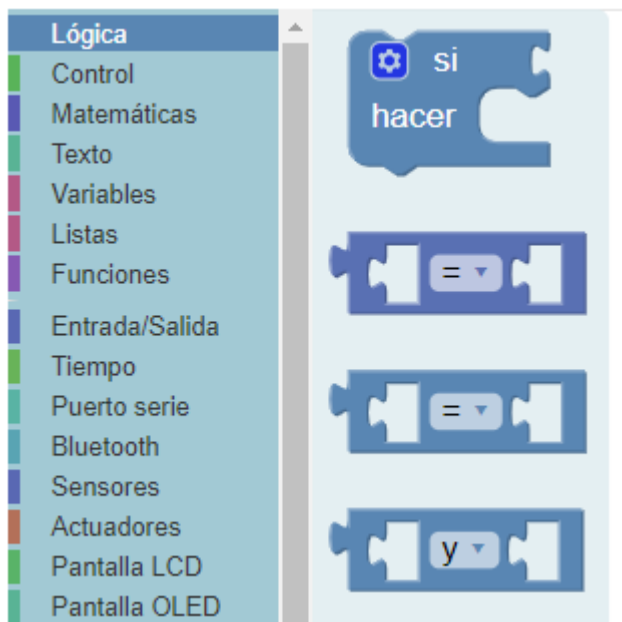 Lógica
Control
Matemáticas
Texto
Variables
Listas
Funciones
Entrada/Salida
Tiempo
Puerto serie
Bluetooth
Sensores
Actuadores
Pantalla LCD
Pantalla OLED
si
hacer
=
=
y